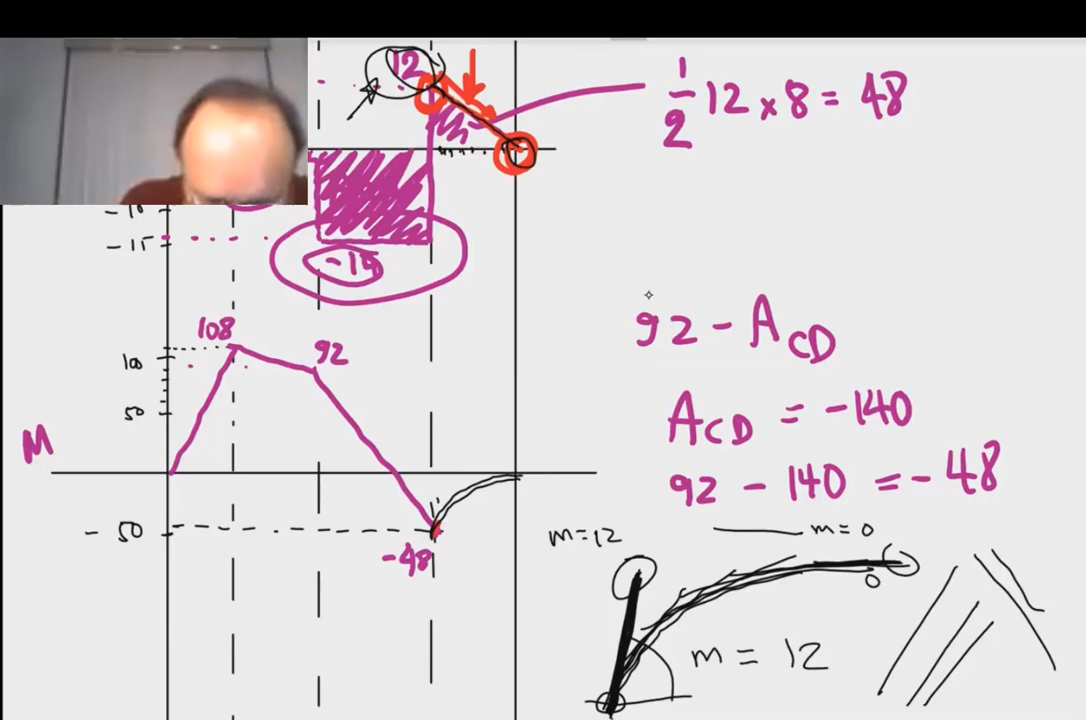 12
1/2 12 x 8 = 48
-15
108
92
100
50
M
- 50
-48
92 - A_CD
A_CD = -140
92 - 140 = -48
m=12
m=0
0
m = 12